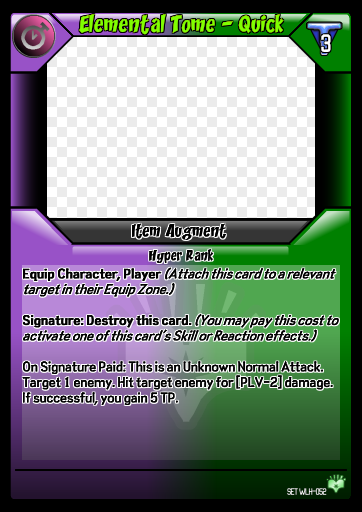 Elemental Tome - Quick
3
Item Augment
Hyper Rank
Equip Character, Player (Attach this card to a relevant
target in their Equip Zone.)
Signature: Destroy this card. (You may pay this cost to
activate one of this card's Skill or Reaction effects.)
On Signature Paid: This is an Unknown Normal Attack.
Target 1 enemy. Hit target enemy for [PLV-2] damage.
If successful, you gain 5 TP.
SET WLH-052